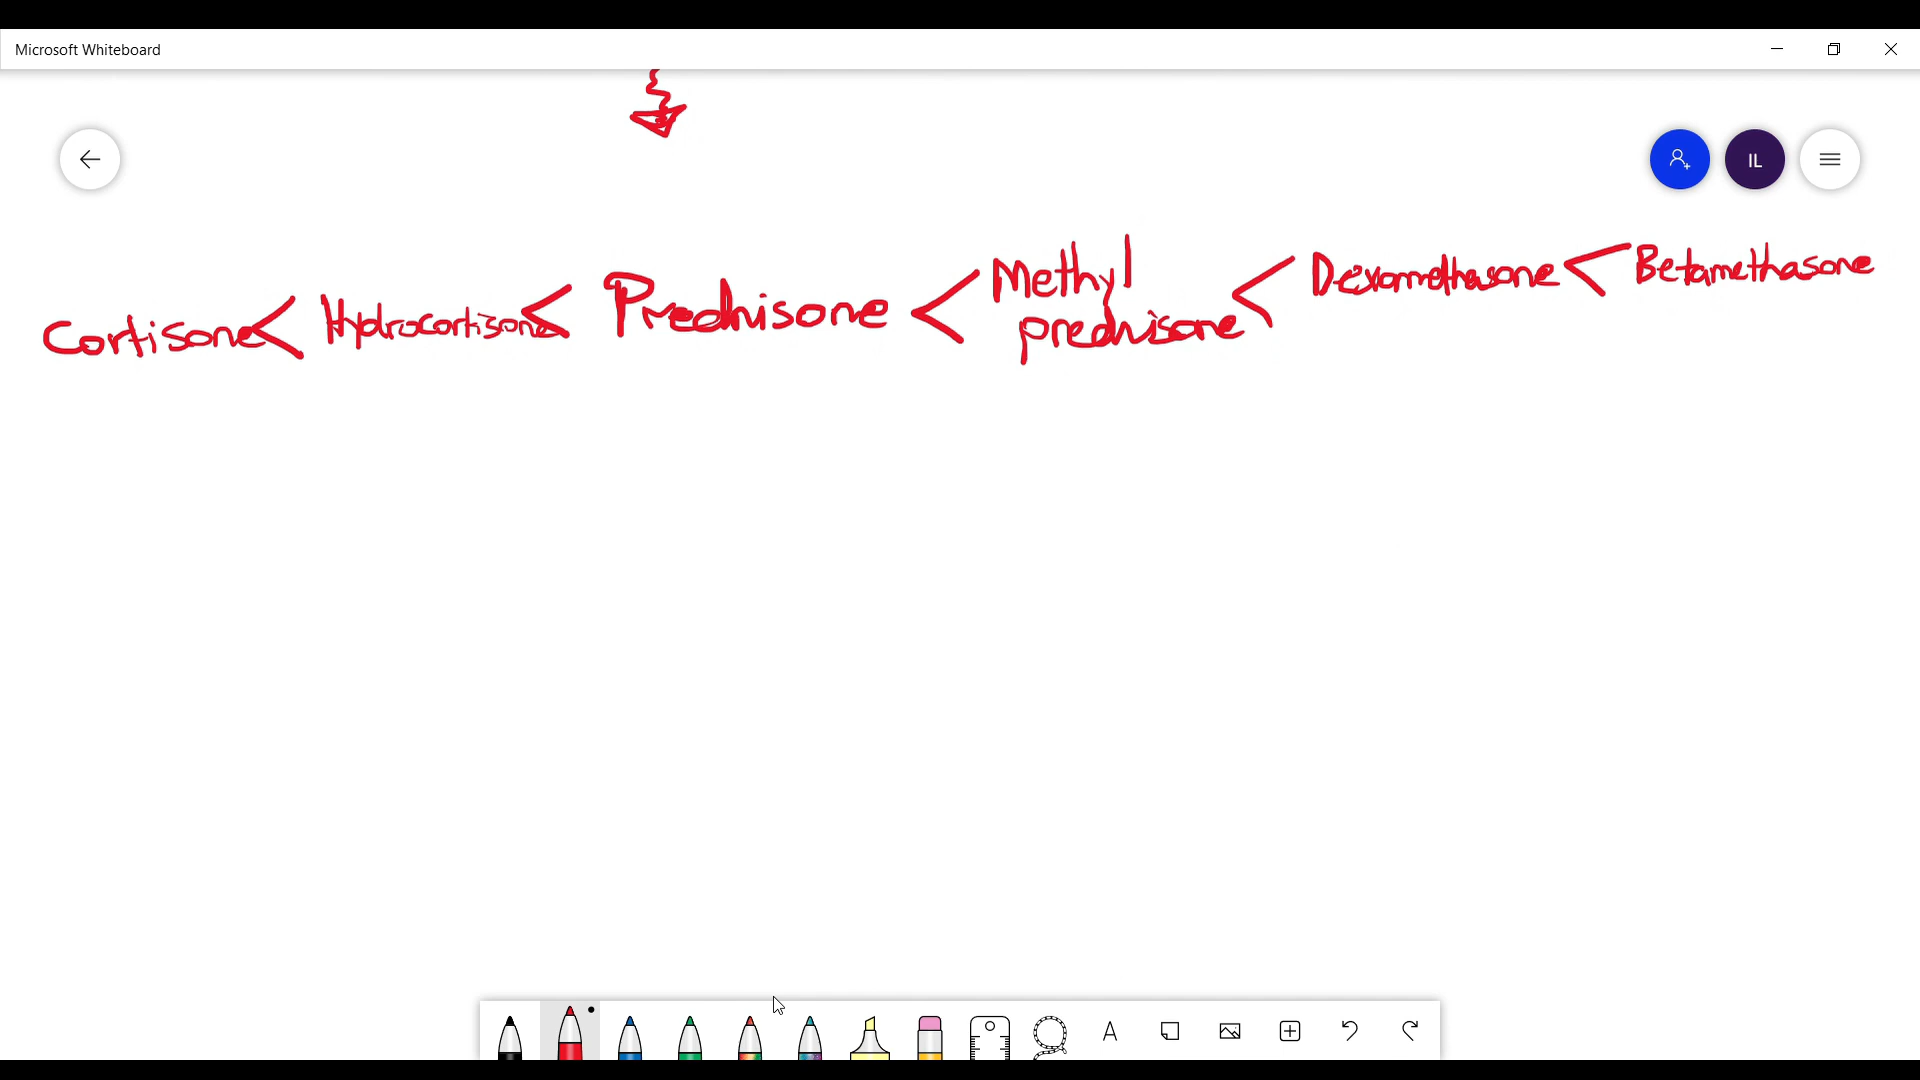 Microsoft Whiteboard
IL
Cortisone < Hydrocortisone < Prednisone < Methyl prednisone < Dexamethasone < Betamethasone
A